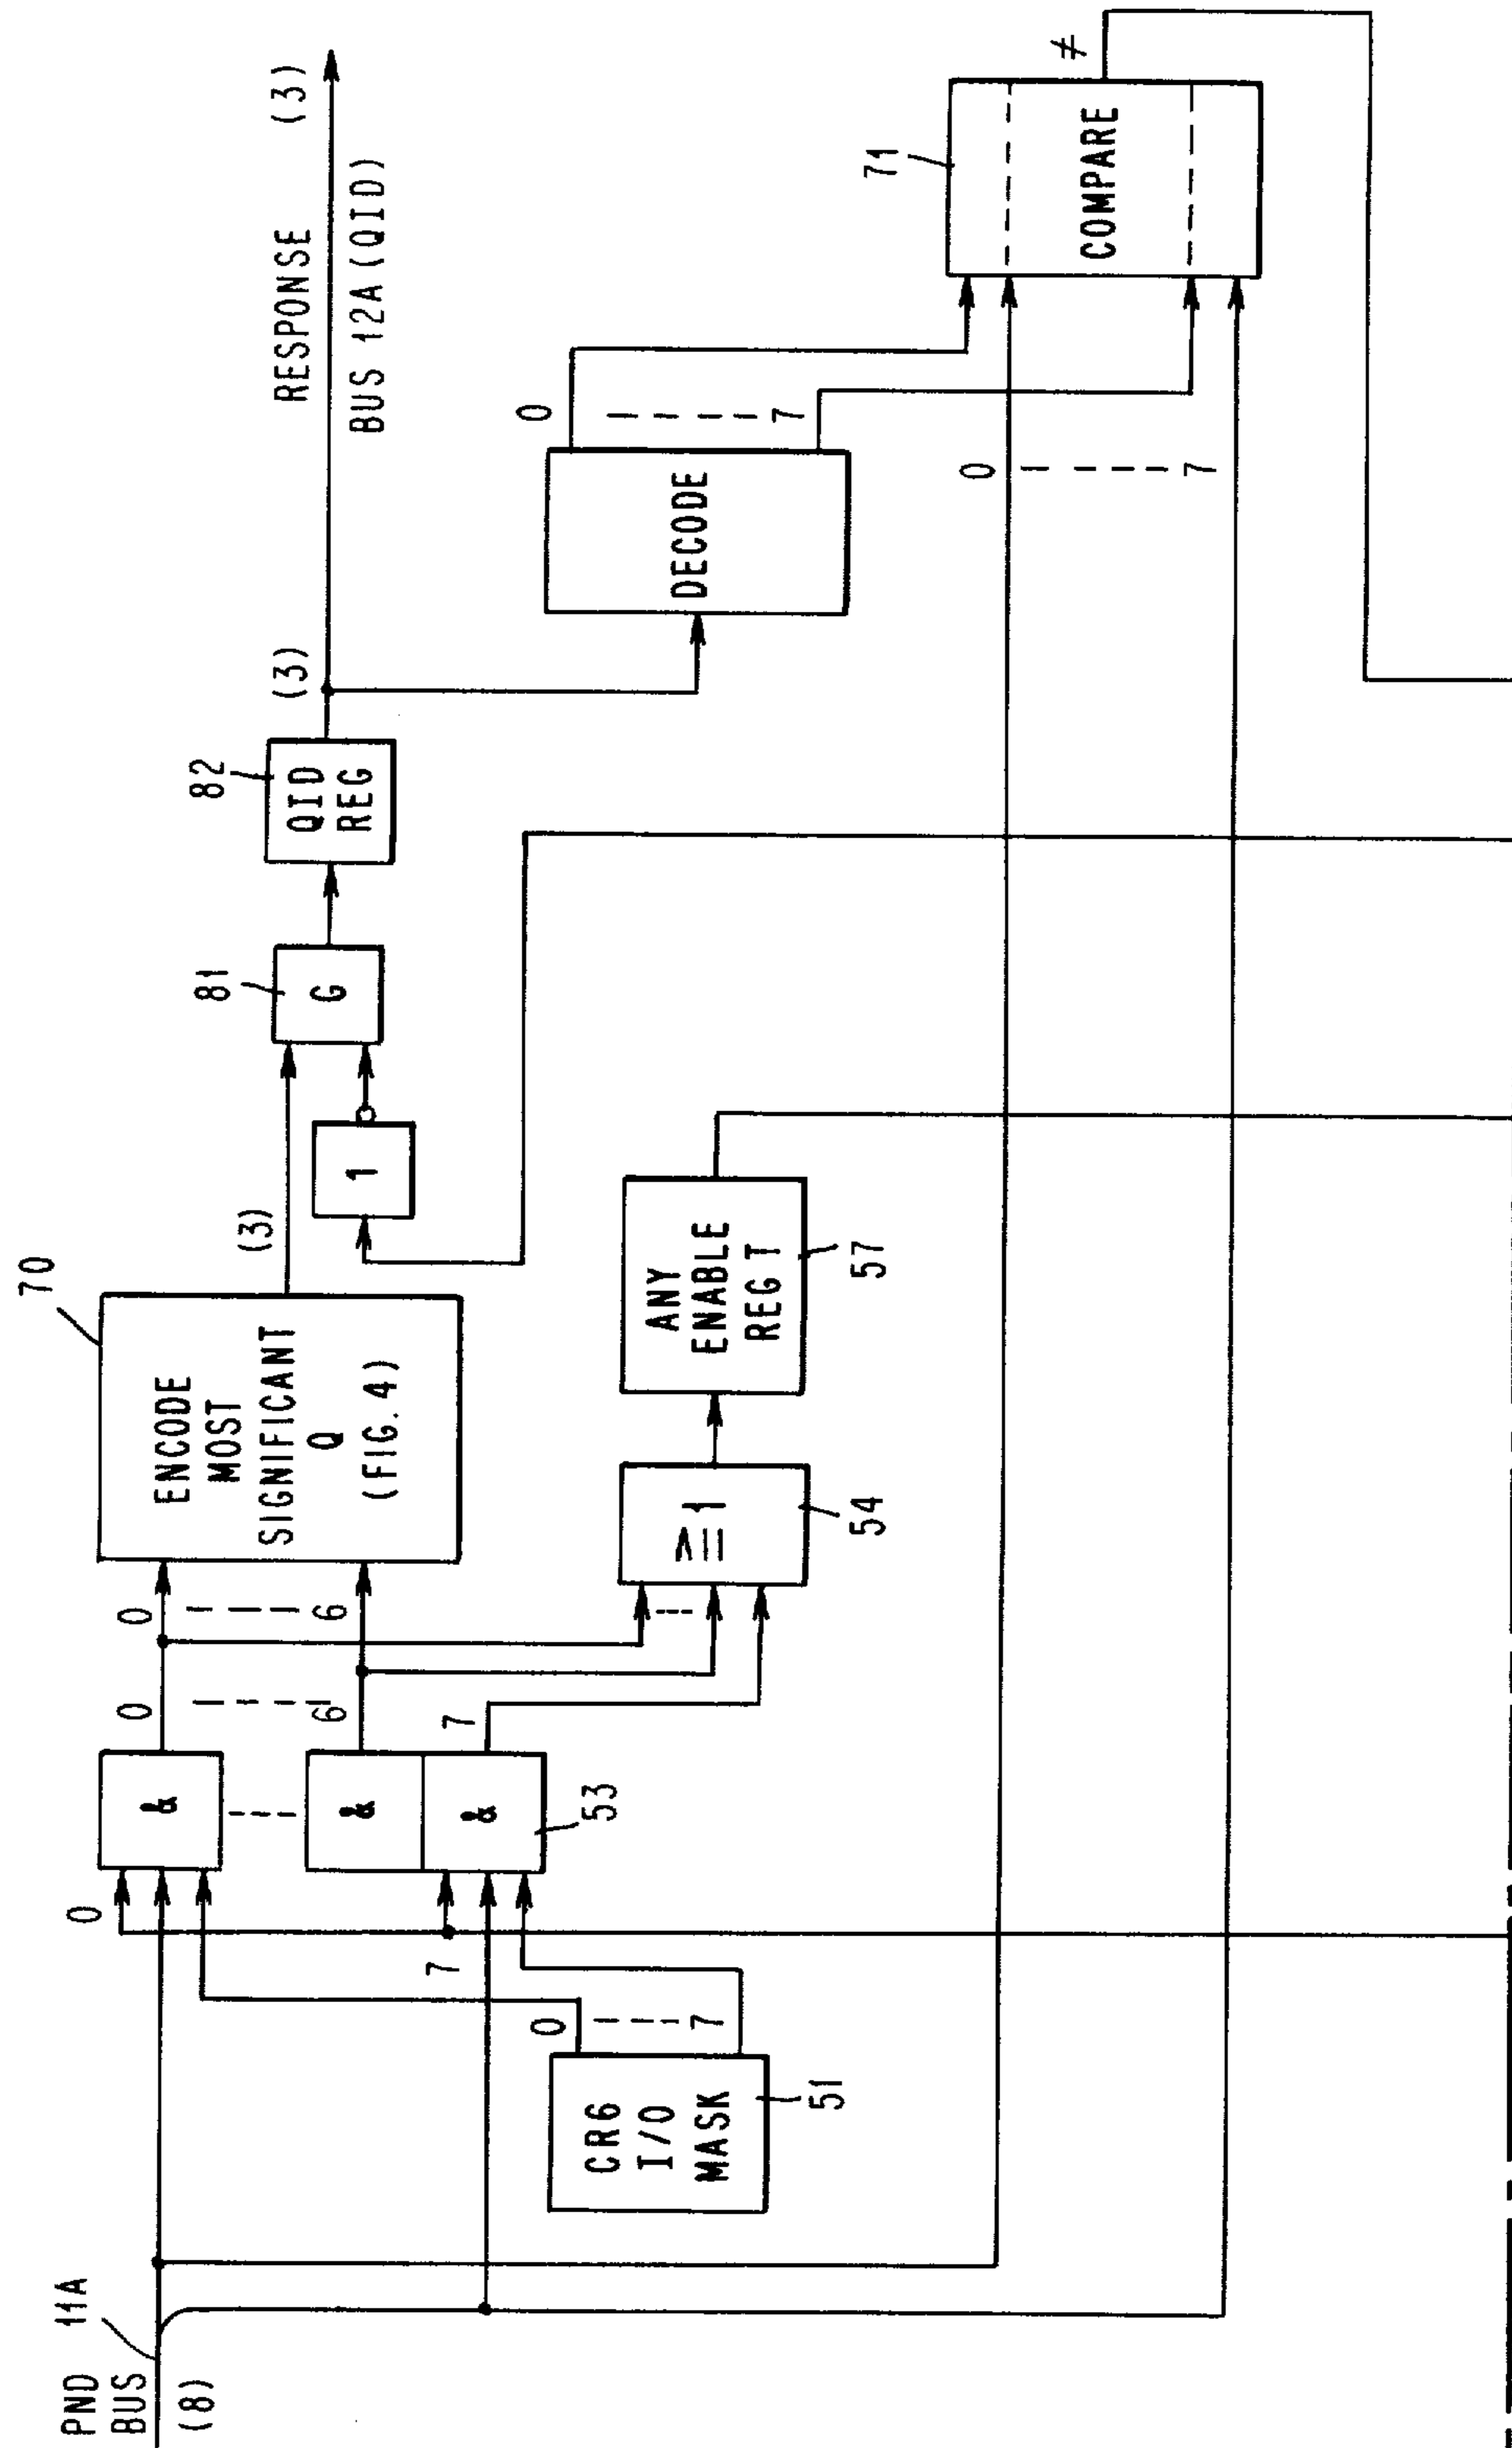 PND
BUS
(8)
11A
0
7
CR6
I/O
MASK
51
0
7
&
&
&
53
0
6
7
0
6
ENCODE
MOST
SIGNIFICANT
Q
(FIG. 4)
70
≥1
54
ANY
ENABLE
REG T
57
(3)
1
G
81
QID
REG
82
(3)
RESPONSE (3)
BUS 12A (QID)
DECODE
0
7
0
7
COMPARE
71
≠